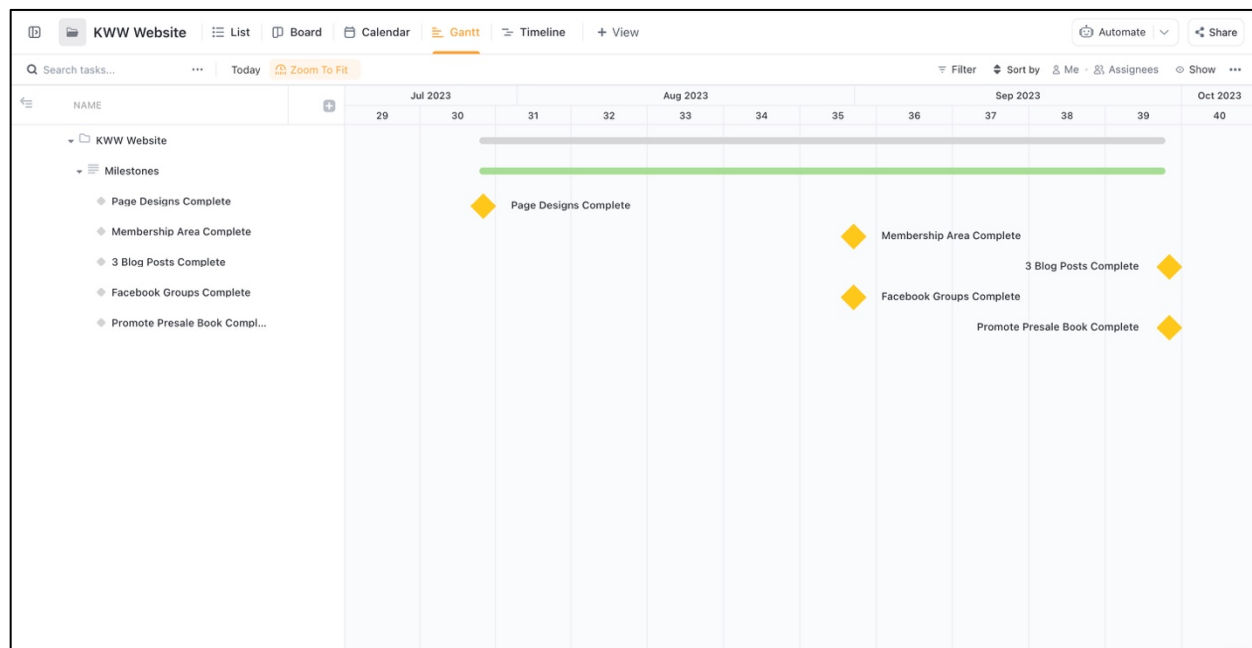 KWW Website List Board Calendar Gantt Timeline + View Automate Share
Search tasks... ... Today Zoom To Fit Filter Sort by Me Assignees Show ...
NAME
Jul 2023 Aug 2023 Sep 2023 Oct 2023
29 30 31 32 33 34 35 36 37 38 39 40
KWW Website
Milestones
Page Designs Complete Page Designs Complete
Membership Area Complete Membership Area Complete
3 Blog Posts Complete 3 Blog Posts Complete
Facebook Groups Complete Facebook Groups Complete
Promote Presale Book Compl... Promote Presale Book Complete